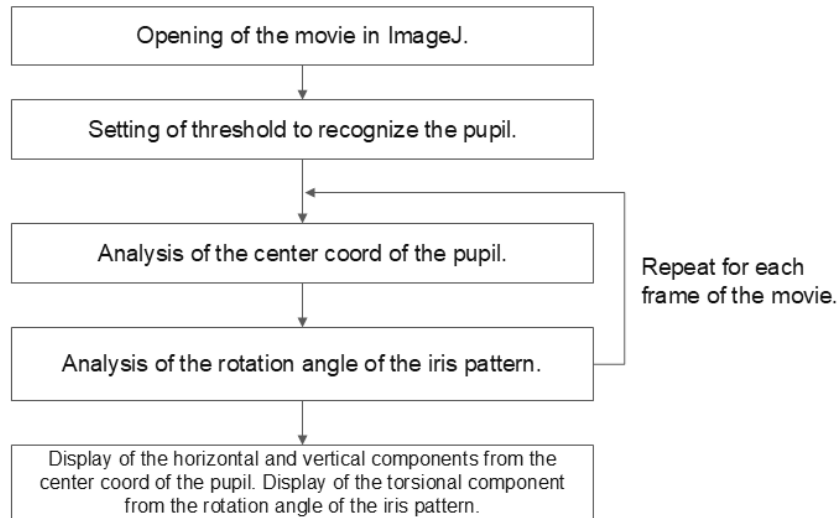 Opening of the movie in ImageJ.
Setting of threshold to recognize the pupil.
Analysis of the center coord of the pupil.
Repeat for each
frame of the movie.
Analysis of the rotation angle of the iris pattern.
Display of the horizontal and vertical components from the
center coord of the pupil. Display of the torsional component
from the rotation angle of the iris pattern.